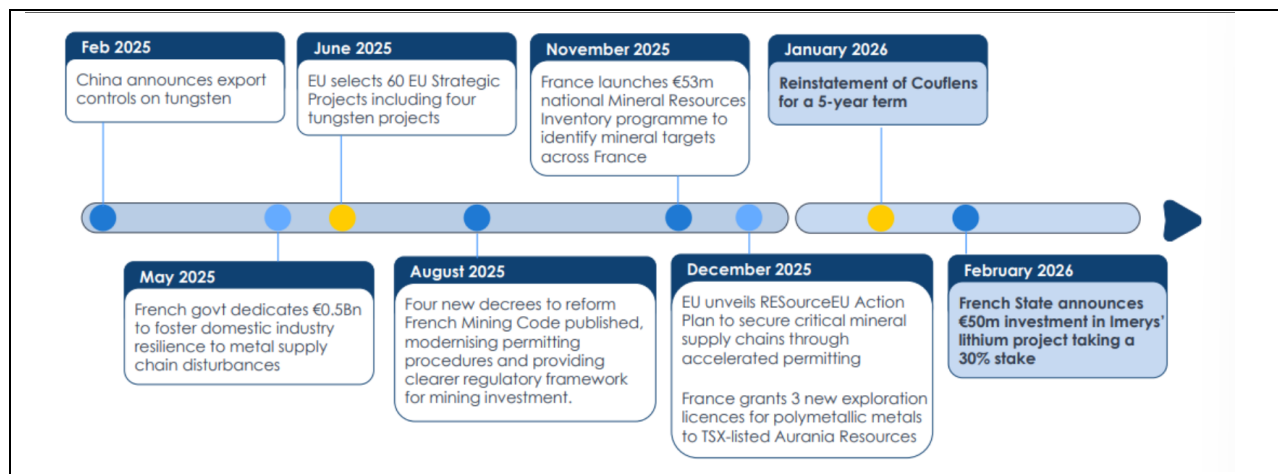 Feb 2025
China announces export
controls on tungsten
June 2025
EU selects 60 EU Strategic
Projects including four
tungsten projects
November 2025
France launches €53m
national Mineral Resources
Inventory programme to
identify mineral targets
across France
January 2026
Reinstatement of Couflens
for a 5-year term
May 2025
French govt dedicates €0.5Bn
to foster domestic industry
resilience to metal supply
chain disturbances
August 2025
Four new decrees to reform
French Mining Code published,
modernising permitting
procedures and providing
clearer regulatory framework
for mining investment.
December 2025
EU unveils RESourceEU Action
Plan to secure critical mineral
supply chains through
accelerated permitting
France grants 3 new exploration
licences for polymetallic metals
to TSX-listed Aurania Resources
February 2026
French State announces
€50m investment in Imerys'
lithium project taking a
30% stake